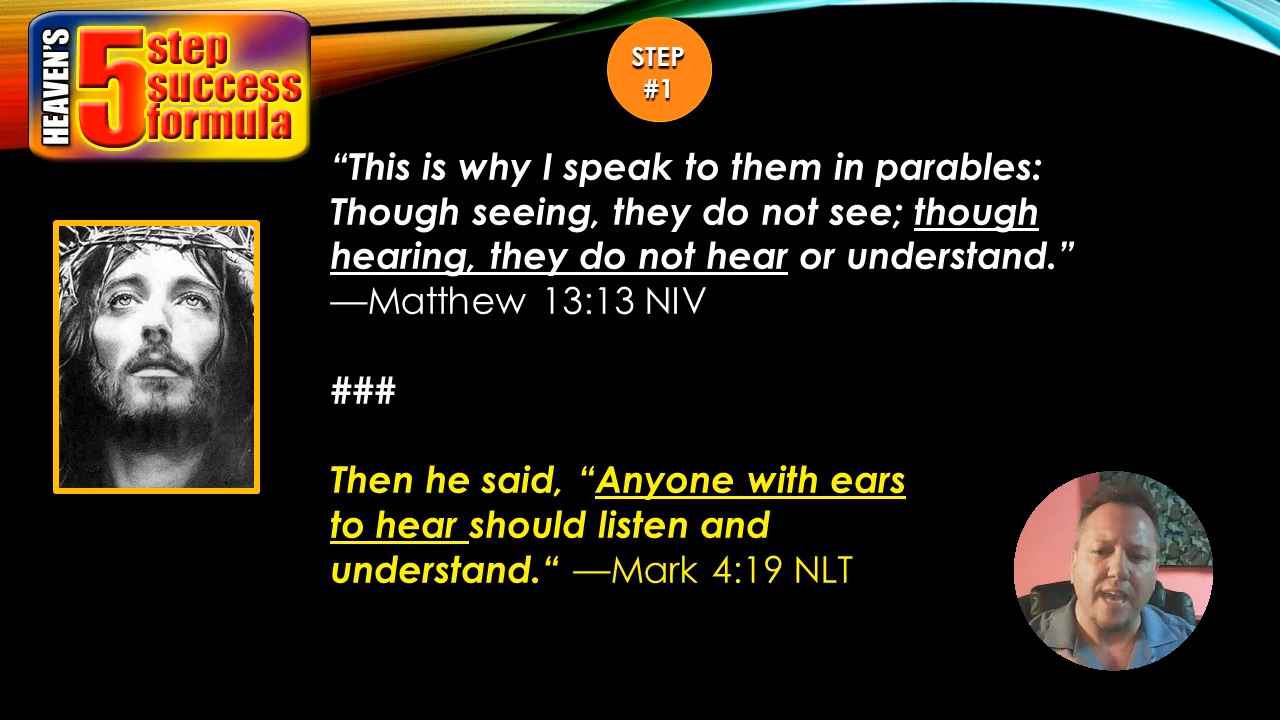 HEAVEN'S
5
step
success
formula
STEP
#1
“This is why I speak to them in parables:
Though seeing, they do not see; though
hearing, they do not hear or understand.”
—Matthew 13:13 NIV
###
Then he said, “Anyone with ears
to hear should listen and
understand.“ —Mark 4:19 NLT